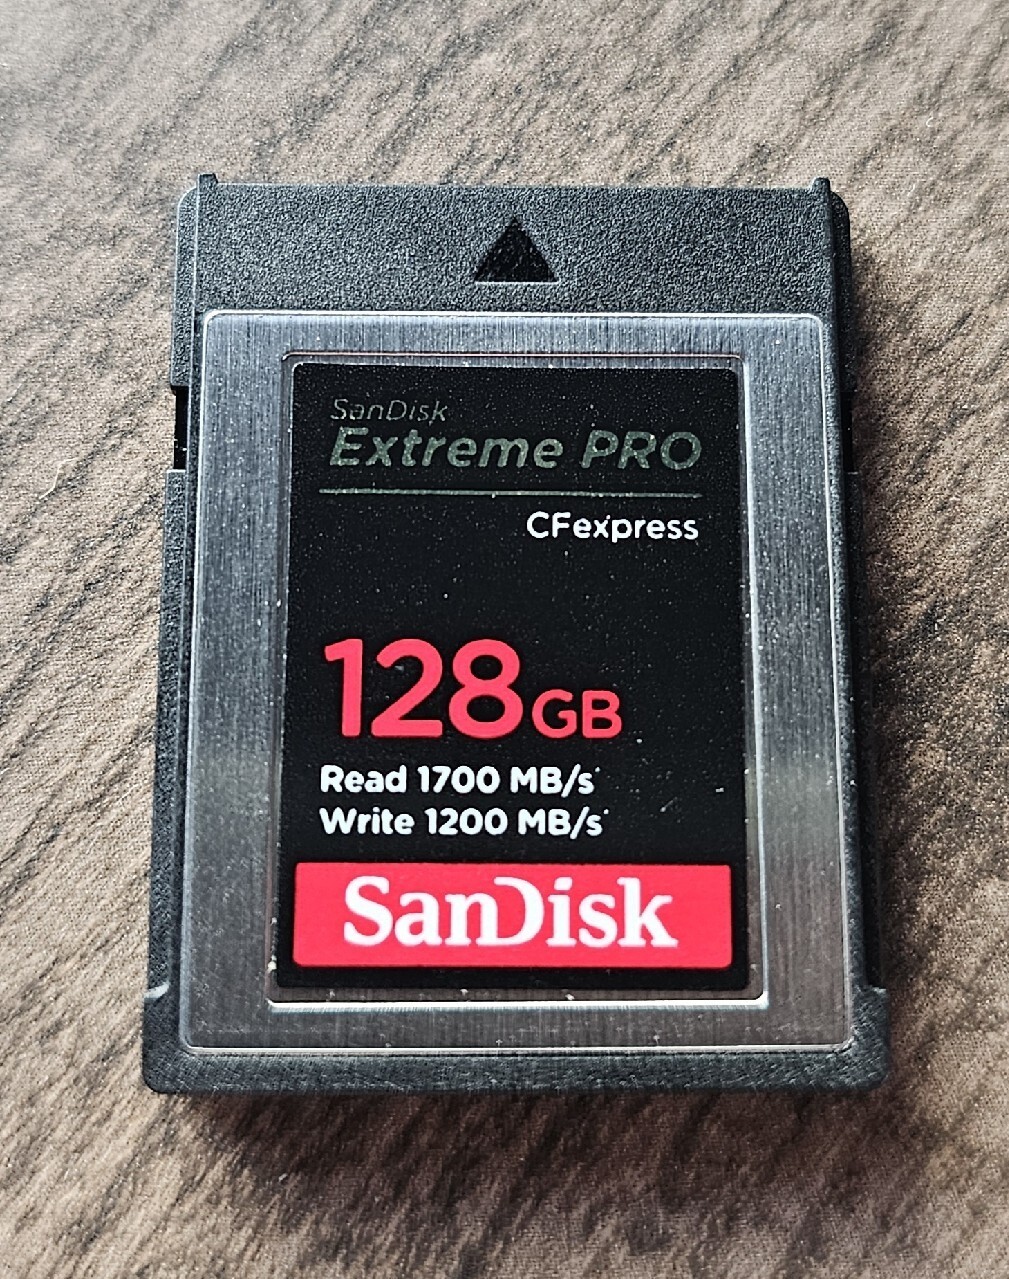 SanDisk
Extreme PRO
CFexpress
128GB
Read 1700 MB/s*
Write 1200 MB/s*
SanDisk